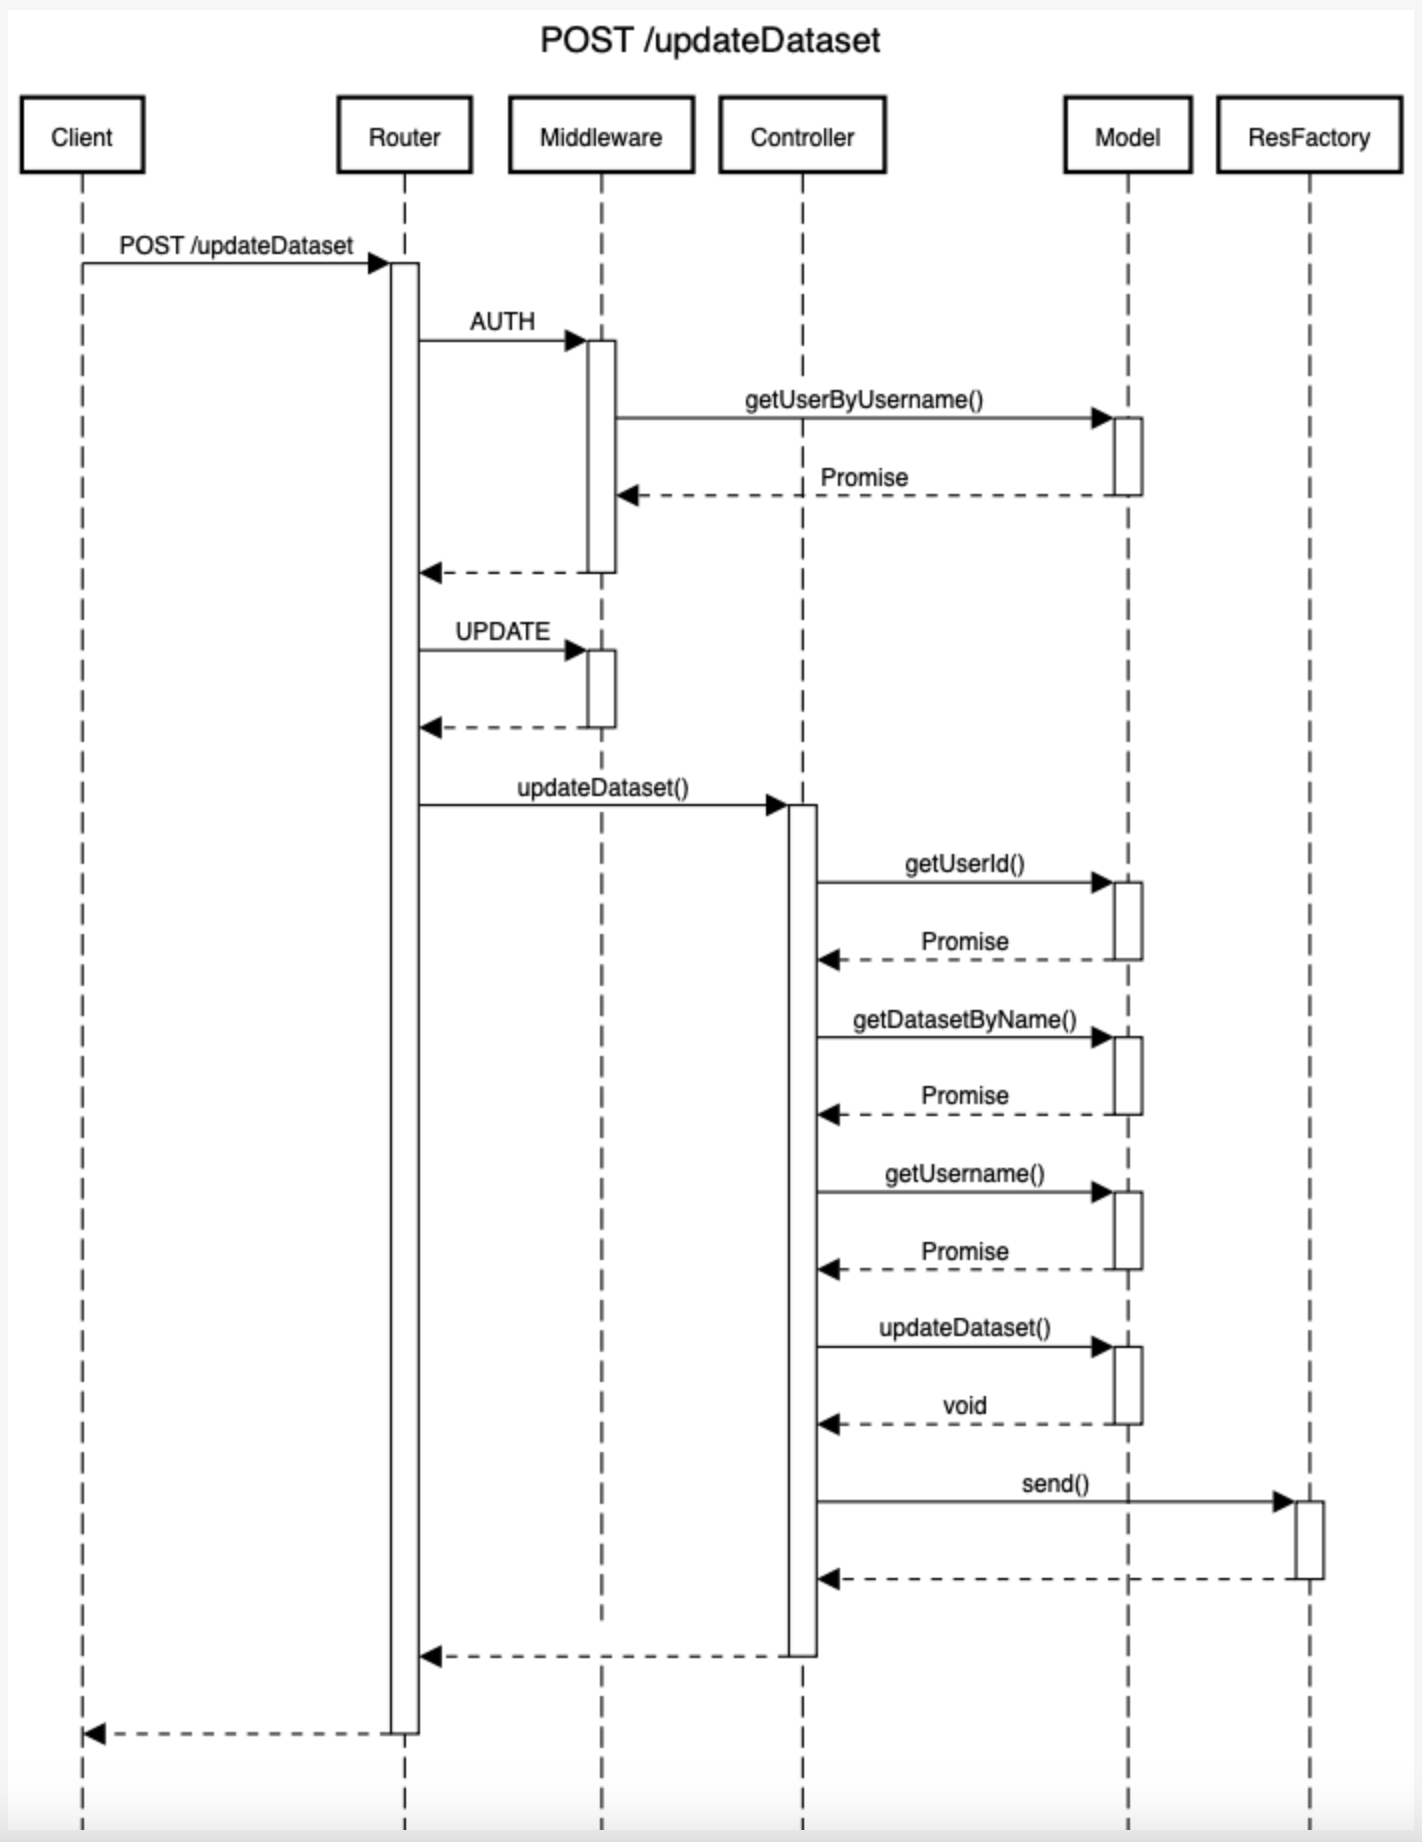 POST /updateDataset
Client
Router
Middleware
Controller
Model
ResFactory
POST /updateDataset
AUTH
getUserByUsername()
Promise
UPDATE
updateDataset()
getUserId()
Promise
getDatasetByName()
Promise
getUsername()
Promise
updateDataset()
void
send()